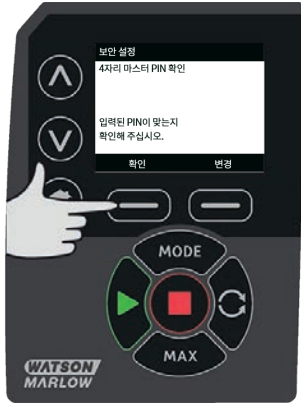 보안 설정
4자리 마스터 PIN 확인
입력된 PIN이 맞는지
확인해 주십시오.
확인 변경
MODE
MAX
WATSON
MARLOW